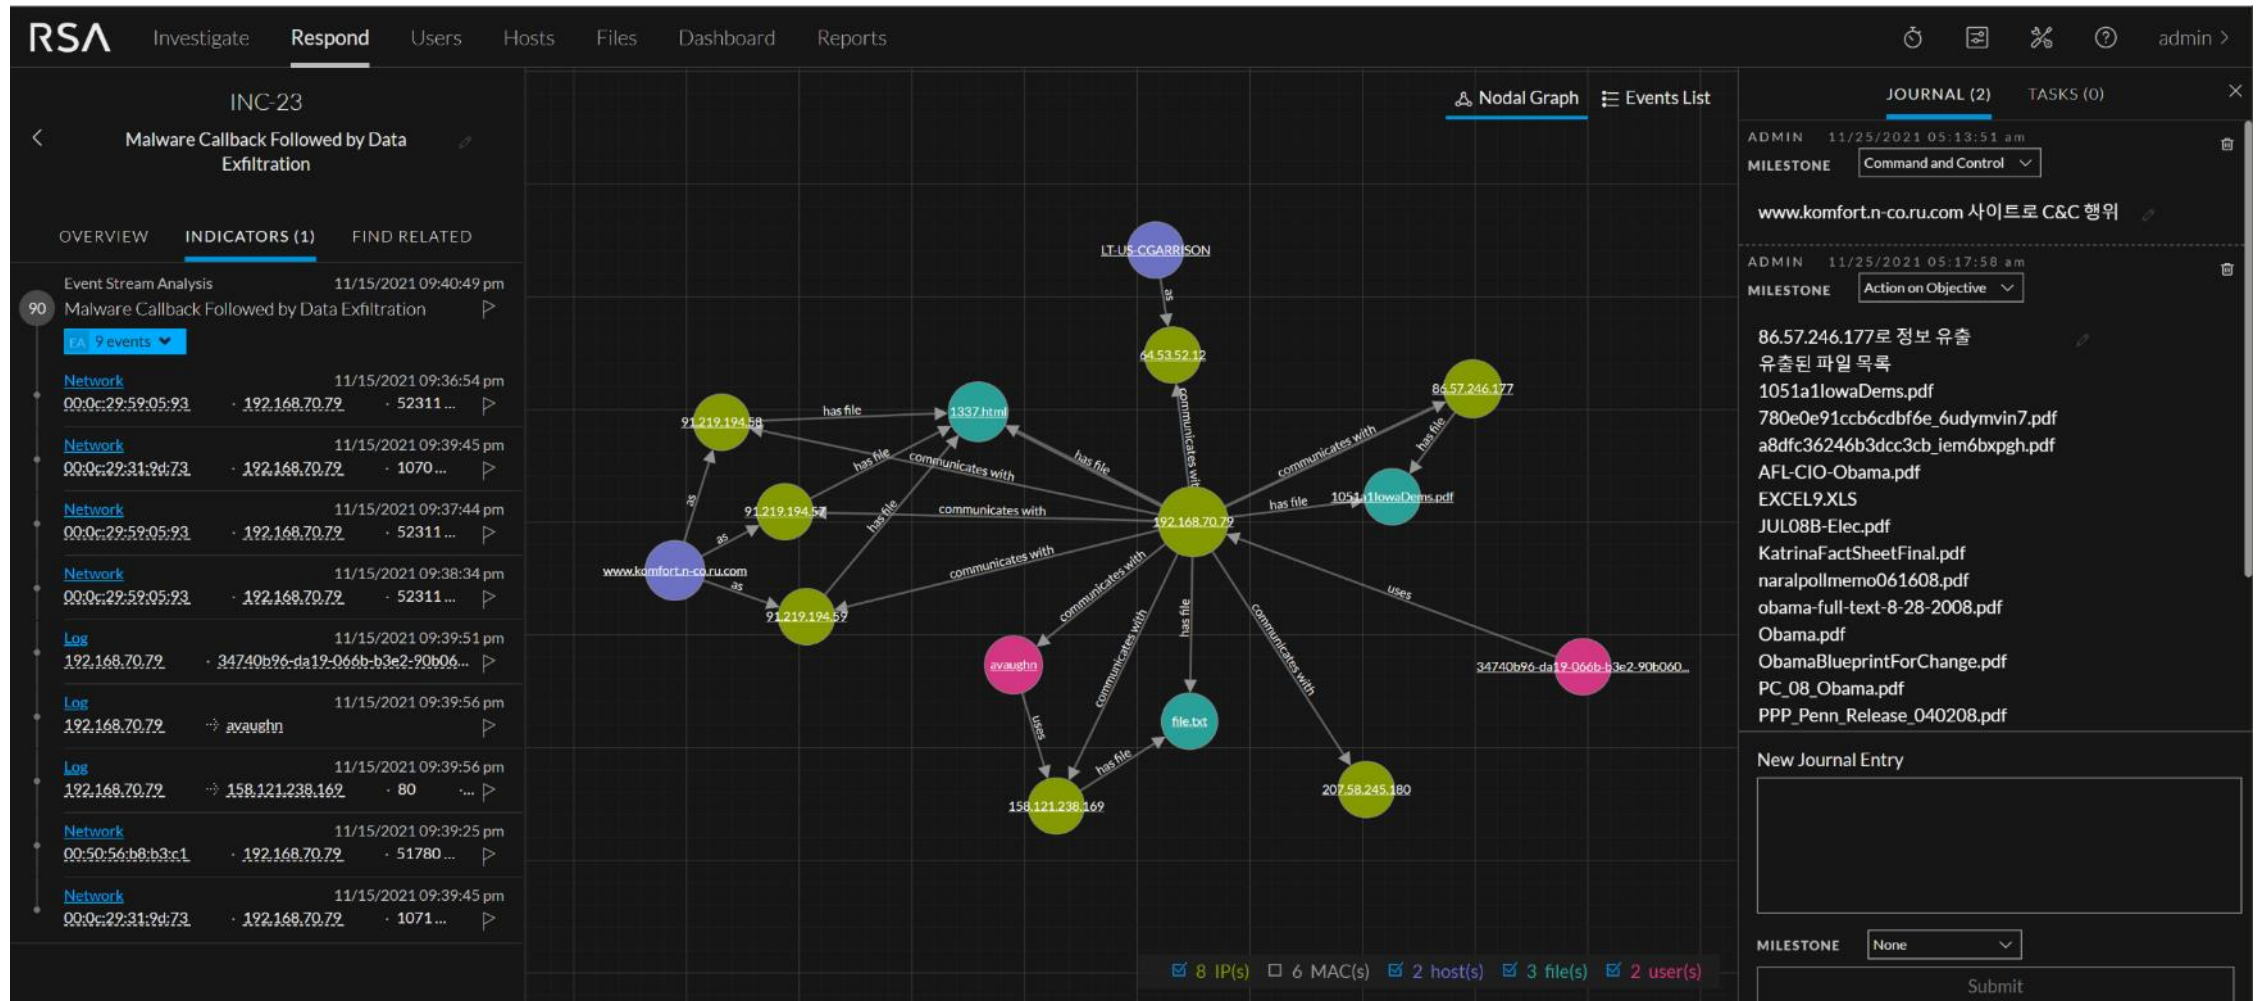 RSA Investigate Respond Users Hosts Files Dashboard Reports admin >
INC-23
Malware Callback Followed by Data
Exfiltration
OVERVIEW INDICATORS (1) FIND RELATED
Event Stream Analysis 11/15/2021 09:40:49 pm
90 Malware Callback Followed by Data Exfiltration
EA 9 events
Network 11/15/2021 09:36:54 pm
00:0c:29:59:05:93 · 192.168.70.79 · 52311 ...
Network 11/15/2021 09:39:45 pm
00:0c:29:31:9d:73 · 192.168.70.79 · 1070 ...
Network 11/15/2021 09:37:44 pm
00:0c:29:59:05:93 · 192.168.70.79 · 52311 ...
Network 11/15/2021 09:38:34 pm
00:0c:29:59:05:93 · 192.168.70.79 · 52311 ...
Log 11/15/2021 09:39:51 pm
192.168.70.79 · 34740b96-da19-066b-b3e2-90b06...
Log 11/15/2021 09:39:56 pm
192.168.70.79 avaughn
Log 11/15/2021 09:39:56 pm
192.168.70.79 158.121.238.169 · 80 ·...
Network 11/15/2021 09:39:25 pm
00:50:56:b8:b3:c1 · 192.168.70.79 · 51780 ...
Network 11/15/2021 09:39:45 pm
00:0c:29:31:9d:73 · 192.168.70.79 · 1071 ...
Nodal Graph Events List
LT-US-CGARRISON
as
64.53.52.12
communicates wit
86.57.246.177
has file
communicates with
1051a1IowaDems.pdf
has file
91.219.194.58
has file
1337.html
has file
communicates with
has file
91.219.194.57
has file
communicates with
192.168.70.79
as
as
www.komfort.n-co.ru.com
as
91.219.194.59
communicates with
communicates with
avaughn
communicates with
has file
communicates with
uses
34740b96-da19-066b-b3e2-90b060...
uses
file.txt
has file
158.121.238.169
207.58.245.180
8 IP(s) 6 MAC(s) 2 host(s) 3 file(s) 2 user(s)
JOURNAL (2) TASKS (0)
ADMIN 11/25/2021 05:13:51 am
MILESTONE Command and Control
www.komfort.n-co.ru.com 사이트로 C&C 행위
ADMIN 11/25/2021 05:17:58 am
MILESTONE Action on Objective
86.57.246.177로 정보 유출
유출된 파일 목록
1051a1IowaDems.pdf
780e0e91ccb6cdbf6e_6udymvin7.pdf
a8dfc36246b3dcc3cb_iem6bxpgh.pdf
AFL-CIO-Obama.pdf
EXCEL9.XLS
JUL08B-Elec.pdf
KatrinaFactSheetFinal.pdf
naralpollmemo061608.pdf
obama-full-text-8-28-2008.pdf
Obama.pdf
ObamaBlueprintForChange.pdf
PC_08_Obama.pdf
PPP_Penn_Release_040208.pdf
New Journal Entry
MILESTONE None
Submit